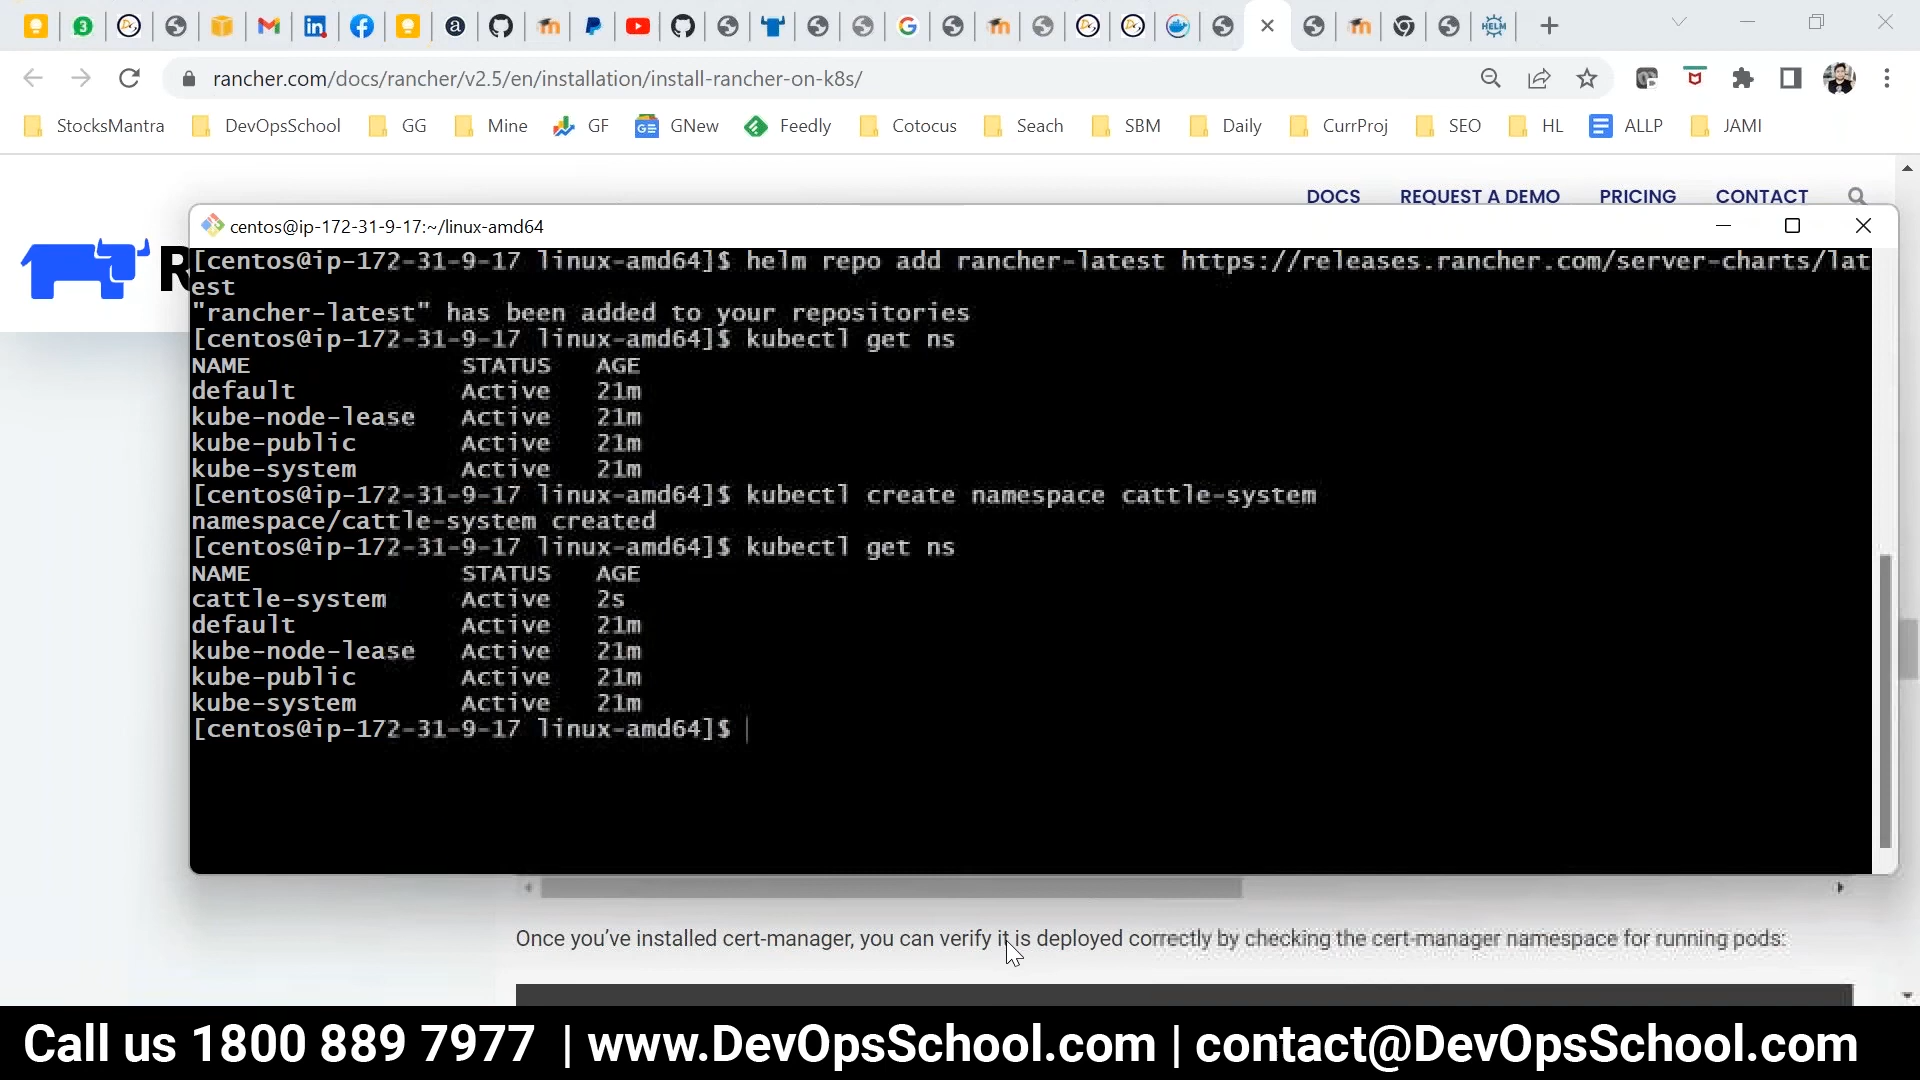 3
rancher.com/docs/rancher/v2.5/en/installation/install-rancher-on-k8s/
StocksMantra DevOpsSchool GG Mine GF GNew Feedly Cotocus Seach SBM Daily CurrProj SEO HL ALLP JAMI
DOCS REQUEST A DEMO PRICING CONTACT
R
centos@ip-172-31-9-17:~/linux-amd64
[centos@ip-172-31-9-17 linux-amd64]$ helm repo add rancher-latest https://releases.rancher.com/server-charts/lat
est
"rancher-latest" has been added to your repositories
[centos@ip-172-31-9-17 linux-amd64]$ kubectl get ns
NAME STATUS AGE
default Active 21m
kube-node-lease Active 21m
kube-public Active 21m
kube-system Active 21m
[centos@ip-172-31-9-17 linux-amd64]$ kubectl create namespace cattle-system
namespace/cattle-system created
[centos@ip-172-31-9-17 linux-amd64]$ kubectl get ns
NAME STATUS AGE
cattle-system Active 2s
default Active 21m
kube-node-lease Active 21m
kube-public Active 21m
kube-system Active 21m
[centos@ip-172-31-9-17 linux-amd64]$
Once you've installed cert-manager, you can verify it is deployed correctly by checking the cert-manager namespace for running pods:
Call us 1800 889 7977 | www.DevOpsSchool.com | contact@DevOpsSchool.com